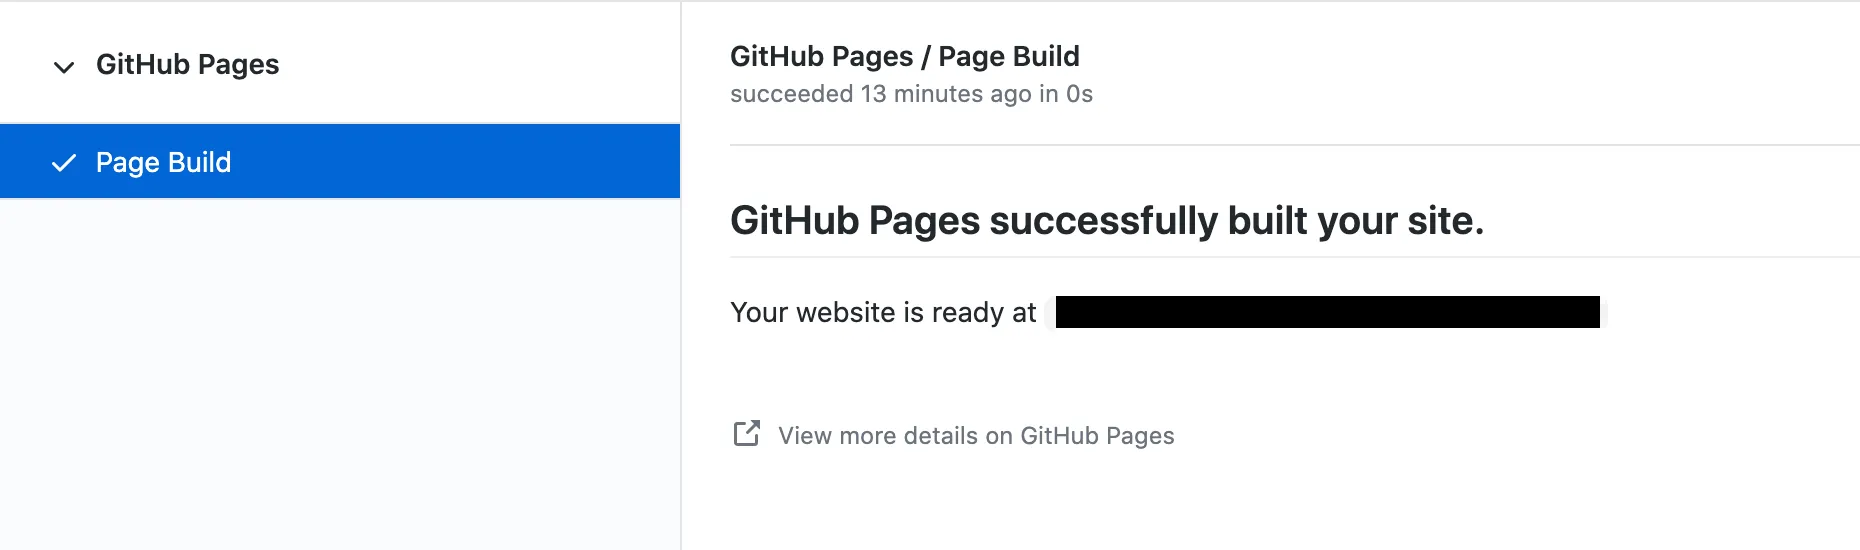 GitHub Pages
Page Build
GitHub Pages / Page Build
succeeded 13 minutes ago in 0s
GitHub Pages successfully built your site.
Your website is ready at
View more details on GitHub Pages